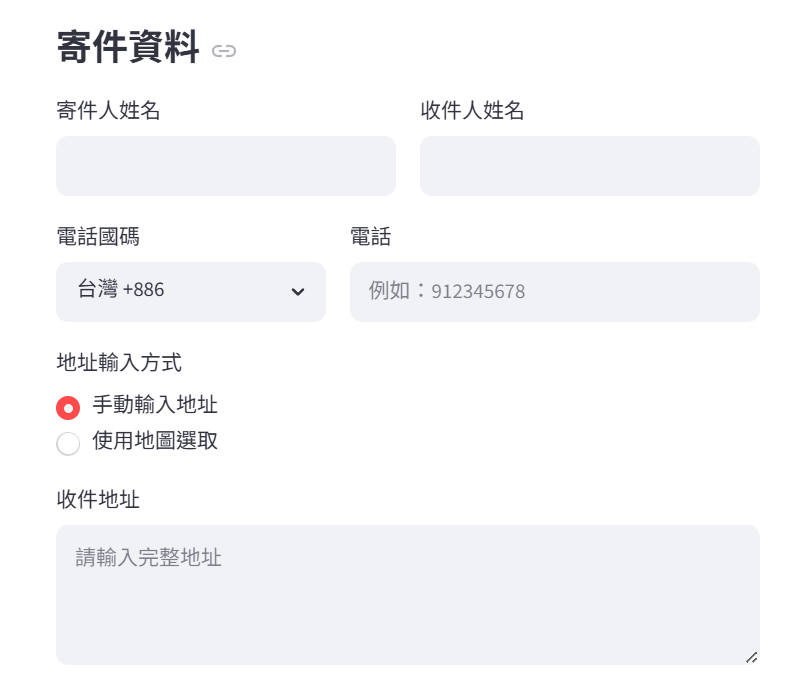 寄件資料
寄件人姓名
收件人姓名
電話國碼
電話
台灣 +886
例如：912345678
地址輸入方式
手動輸入地址
使用地圖選取
收件地址
請輸入完整地址